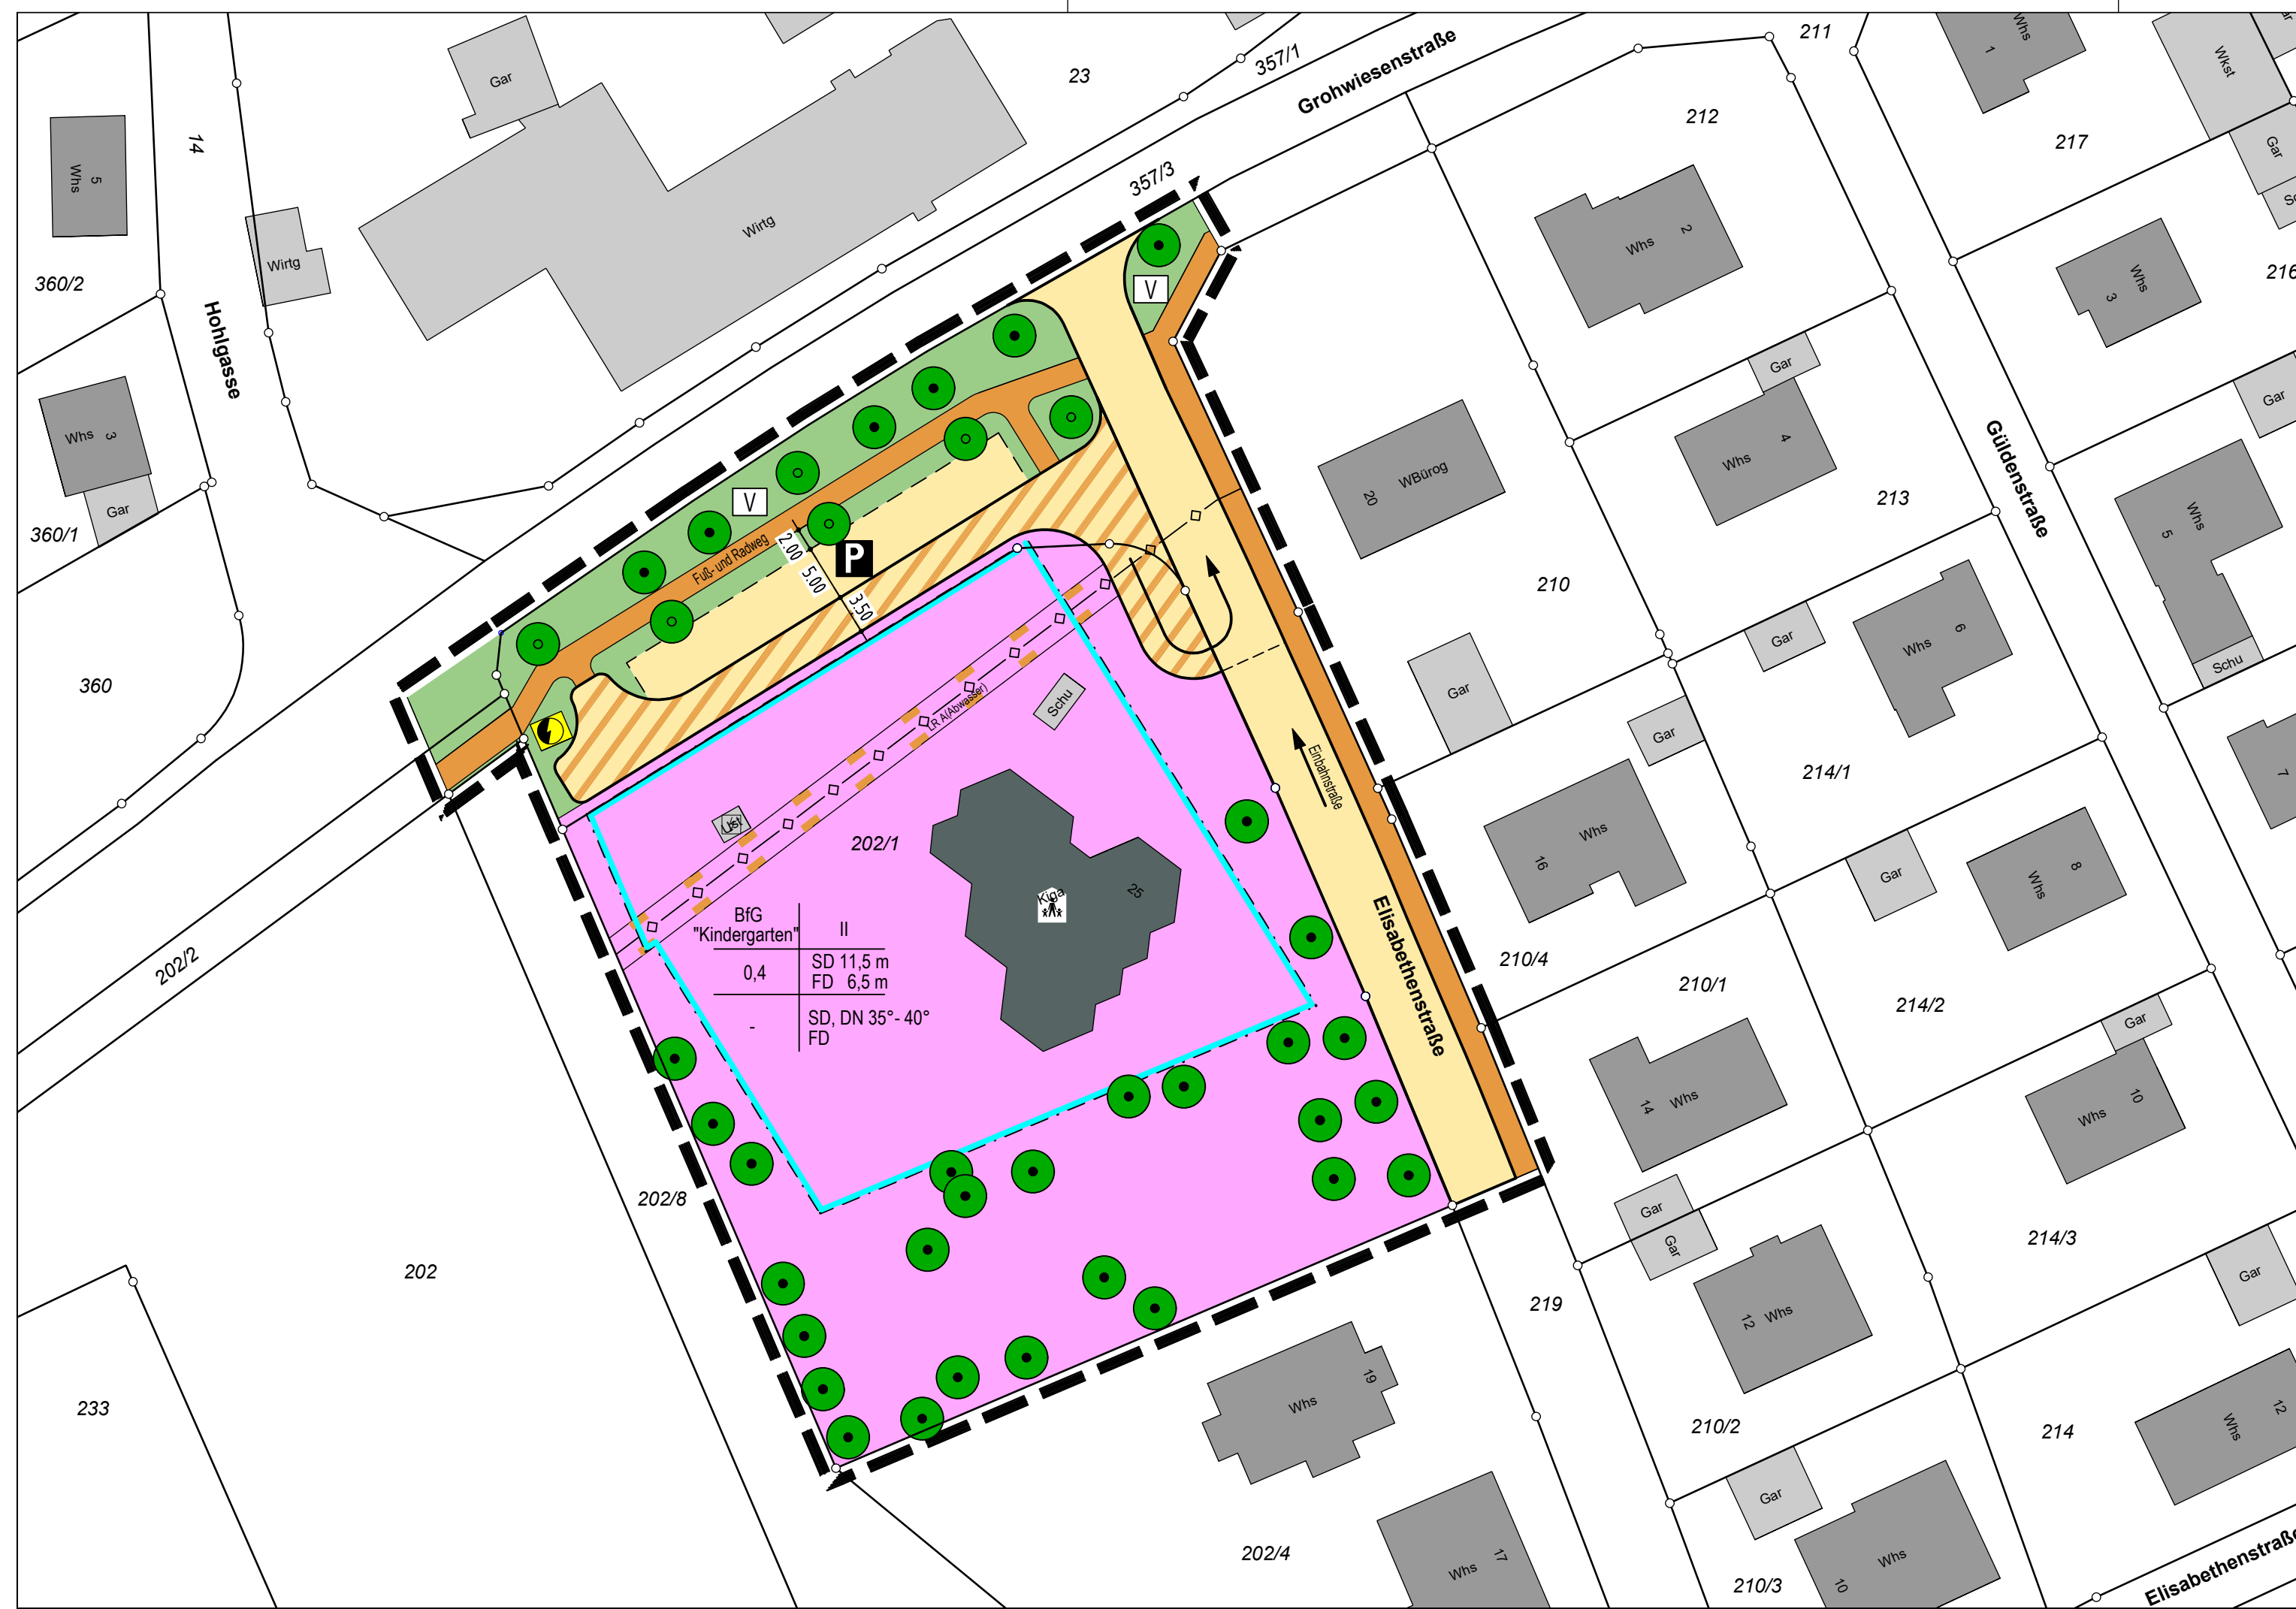 211
Whs
1
Wkst
Gar
357/1
Grohwiesenstraße
23
Gar
14
212
217
Gar
Whs
5
357/3
Wirtg
Whs
2
Wirtg
V
Whs
3
216
360/2
Hohlgasse
Gar
Gar
Whs
3
Whs
4
Güldenstraße
WBürog
20
V
213
Whs
5
Gar
360/1
Fuß- und Radweg
2.00
P
5.00
3.50
210
Gar
Whs
6
Schu
360
Gar
LR A(Abwasser)
Schu
Gar
Einbahnstraße
214/1
7
Whs
16
Ust
202/1
Gar
Whs
8
Kiga
25
BfG
"Kindergarten"
II
0,4
SD 11,5 m
FD 6,5 m
-
SD, DN 35°- 40°
FD
Elisabethenstraße
202/2
210/4
210/1
214/2
Gar
14
Whs
Whs
10
202/8
Gar
Gar
214/3
202
219
12
Whs
Gar
233
Whs
19
210/2
214
Whs
12
Gar
202/4
Whs
17
210/3
10
Whs
Elisabethenstraße